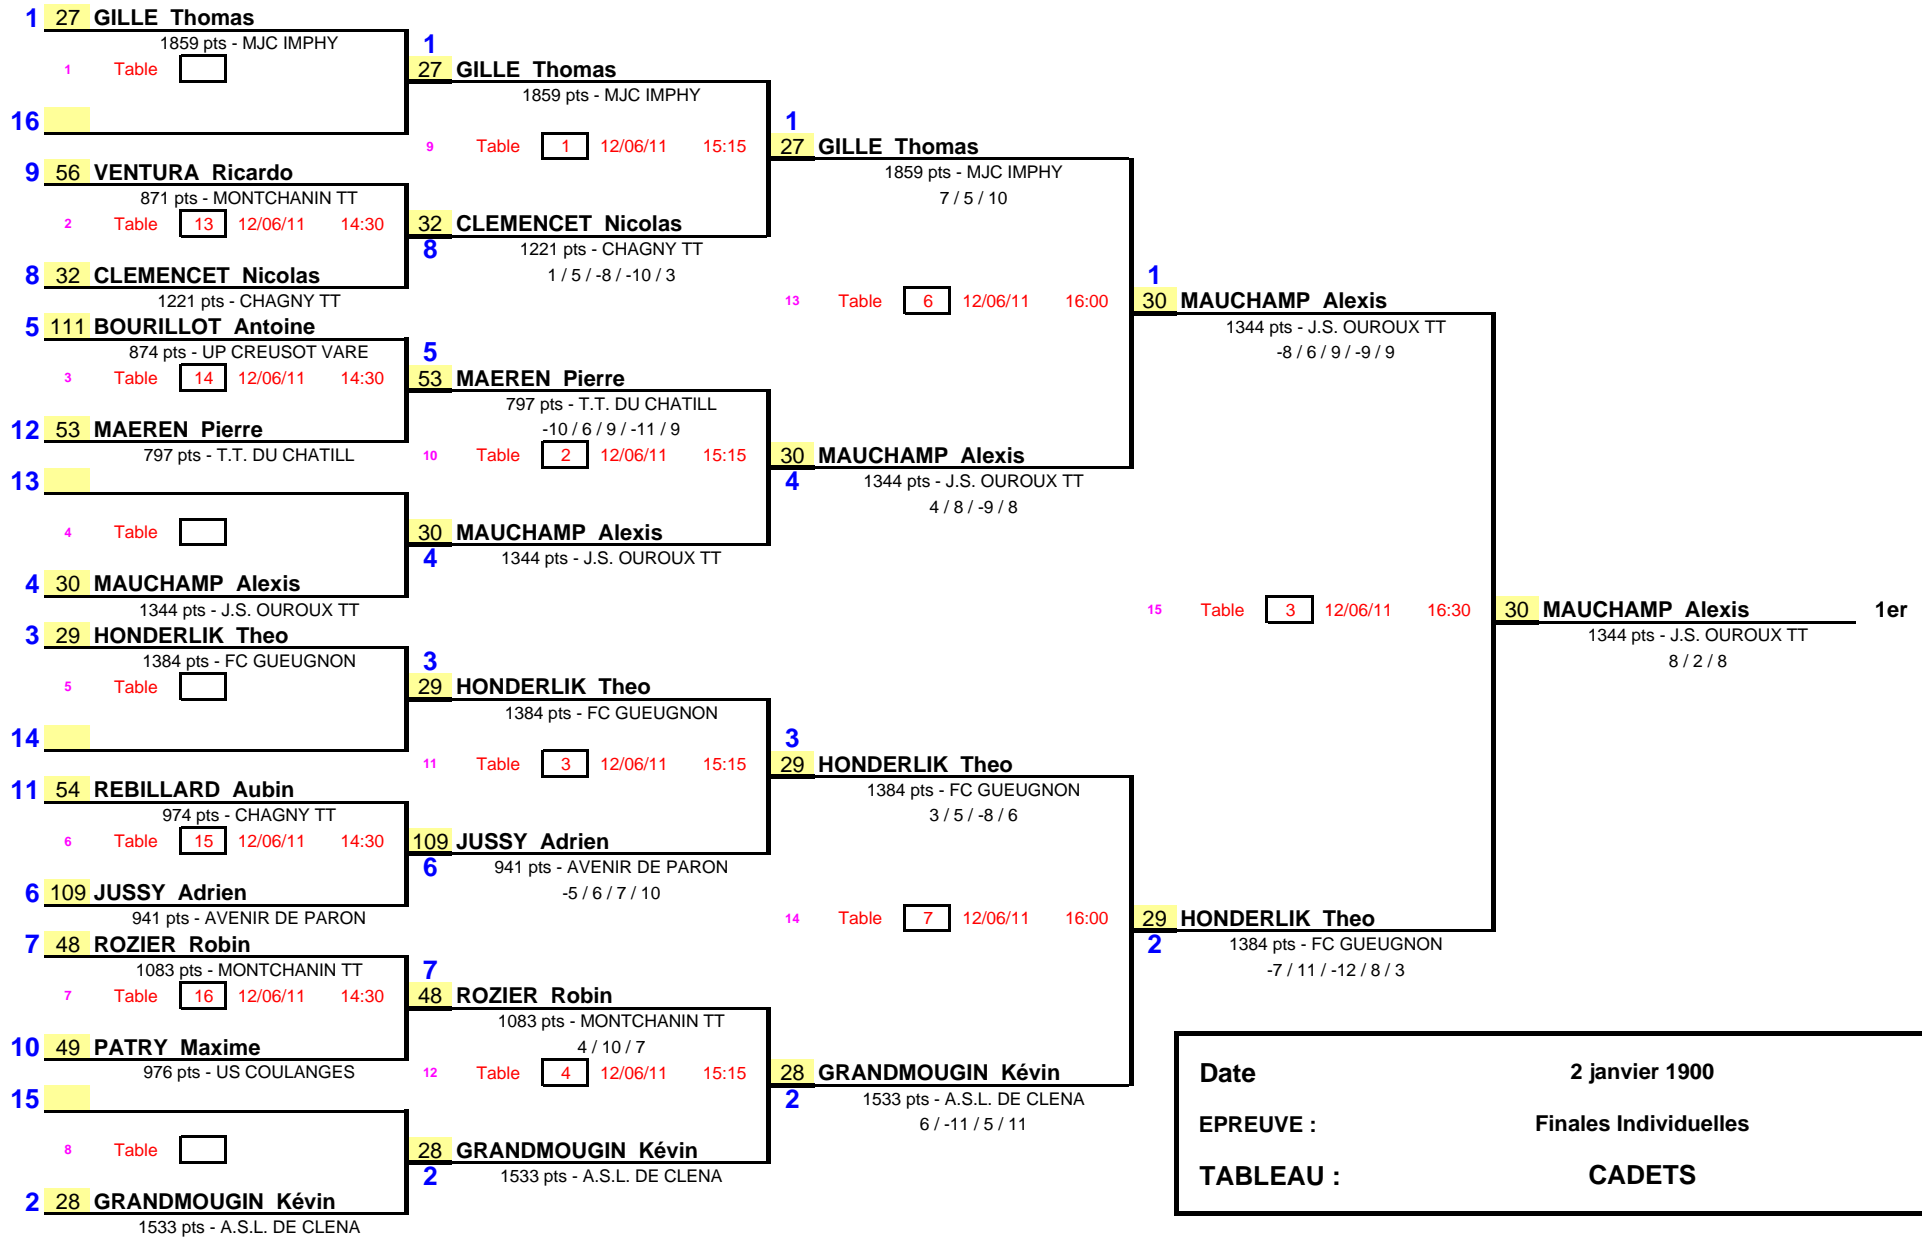 1 27 GILLE Thomas
1859 pts - MJC IMPHY
1 Table
16
9 56 VENTURA Ricardo
871 pts - MONTCHANIN TT
2 Table 13 12/06/11 14:30
8 32 CLEMENCET Nicolas
1221 pts - CHAGNY TT
5 111 BOURILLOT Antoine
874 pts - UP CREUSOT VARE
3 Table 14 12/06/11 14:30
12 53 MAEREN Pierre
797 pts - T.T. DU CHATILL
13
4 Table
4 30 MAUCHAMP Alexis
1344 pts - J.S. OUROUX TT
3 29 HONDERLIK Theo
1384 pts - FC GUEUGNON
5 Table
14
11 54 REBILLARD Aubin
974 pts - CHAGNY TT
6 Table 15 12/06/11 14:30
6 109 JUSSY Adrien
941 pts - AVENIR DE PARON
7 48 ROZIER Robin
1083 pts - MONTCHANIN TT
7 Table 16 12/06/11 14:30
10 49 PATRY Maxime
976 pts - US COULANGES
15
8 Table
2 28 GRANDMOUGIN Kévin
1533 pts - A.S.L. DE CLENA
1
27 GILLE Thomas
1859 pts - MJC IMPHY
9 Table 1 12/06/11 15:15
32 CLEMENCET Nicolas
8
1221 pts - CHAGNY TT
1 / 5 / -8 / -10 / 3
5
53 MAEREN Pierre
797 pts - T.T. DU CHATILL
-10 / 6 / 9 / -11 / 9
10 Table 2 12/06/11 15:15
30 MAUCHAMP Alexis
4
1344 pts - J.S. OUROUX TT
3
29 HONDERLIK Theo
1384 pts - FC GUEUGNON
11 Table 3 12/06/11 15:15
109 JUSSY Adrien
6
941 pts - AVENIR DE PARON
-5 / 6 / 7 / 10
7
48 ROZIER Robin
1083 pts - MONTCHANIN TT
4 / 10 / 7
12 Table 4 12/06/11 15:15
28 GRANDMOUGIN Kévin
2
1533 pts - A.S.L. DE CLENA
1
27 GILLE Thomas
1859 pts - MJC IMPHY
7 / 5 / 10
13 Table 6 12/06/11 16:00
30 MAUCHAMP Alexis
4
1344 pts - J.S. OUROUX TT
4 / 8 / -9 / 8
3
29 HONDERLIK Theo
1384 pts - FC GUEUGNON
3 / 5 / -8 / 6
14 Table 7 12/06/11 16:00
28 GRANDMOUGIN Kévin
2
1533 pts - A.S.L. DE CLENA
6 / -11 / 5 / 11
1
30 MAUCHAMP Alexis
1344 pts - J.S. OUROUX TT
-8 / 6 / 9 / -9 / 9
15 Table 3 12/06/11 16:30
29 HONDERLIK Theo
2
1384 pts - FC GUEUGNON
-7 / 11 / -12 / 8 / 3
30 MAUCHAMP Alexis 1er
1344 pts - J.S. OUROUX TT
8 / 2 / 8
Date 2 janvier 1900
EPREUVE : Finales Individuelles
TABLEAU : CADETS